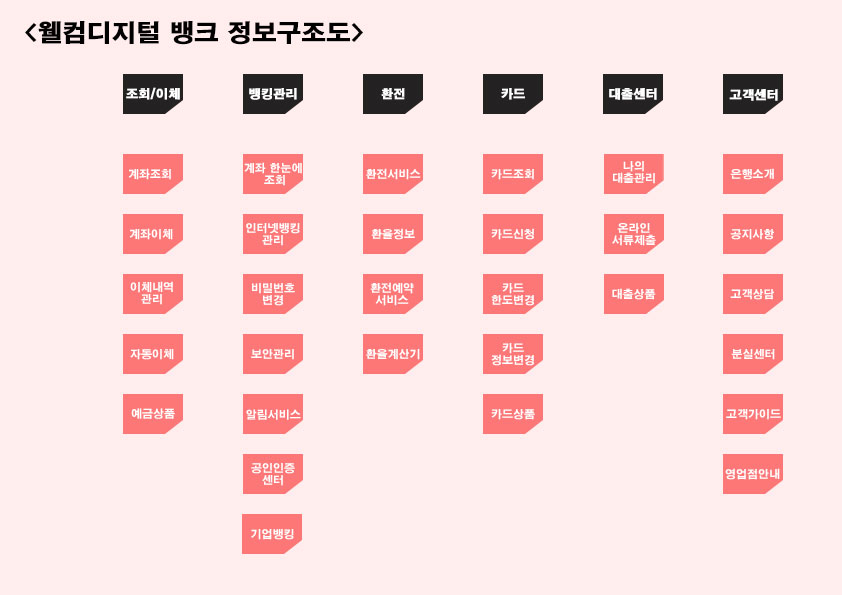 <웰컴디지털 뱅크 정보구조도>
조회/이체
뱅킹관리
환전
카드
대출센터
고객센터
계좌조회
계좌 한눈에
조회
환전서비스
카드조회
나의
대출관리
은행소개
계좌이체
인터넷뱅킹
관리
환율정보
카드신청
온라인
서류제출
공지사항
이체내역
관리
비밀번호
변경
환전예약
서비스
카드
한도변경
대출상품
고객상담
자동이체
보안관리
환율계산기
카드
정보변경
분실센터
예금상품
알림서비스
카드상품
고객가이드
공인인증
센터
영업점안내
기업뱅킹